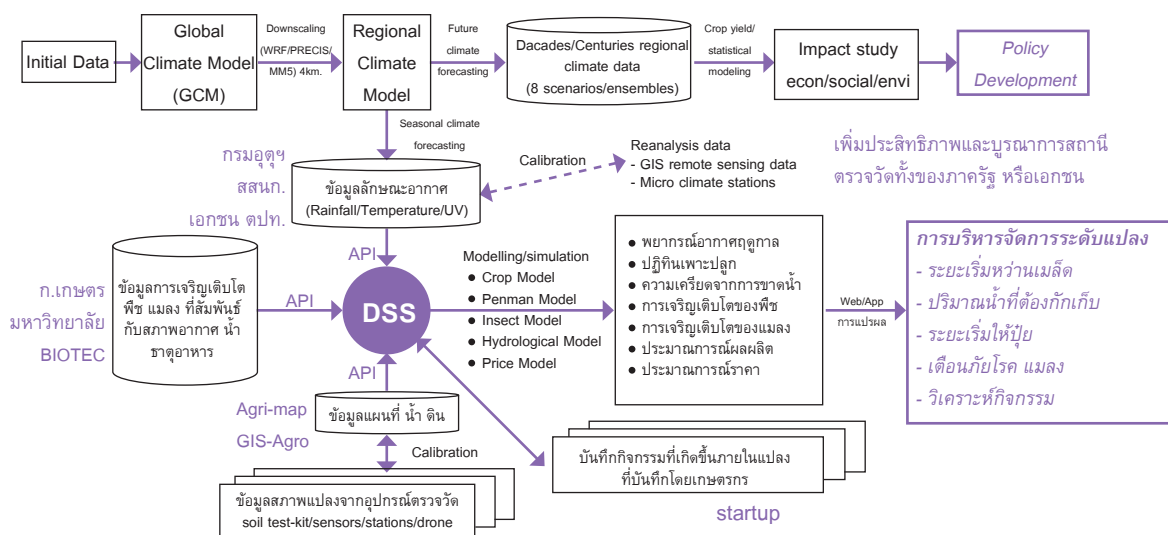 Initial Data
Global
Climate Model
(GCM)
Downscaling
(WRF/PRECIS/
MM5) 4km.
Regional
Climate
Model
Future
climate
forecasting
Dacades/Centuries regional
climate data
(8 scenarios/ensembles)
Crop yield/
statistical
modeling
Impact study
econ/social/envi
Policy
Development
Seasonal climate
forecasting
กรมอุตุฯ
สสนก.
เอกชน ตปท.
ข้อมูลลักษณะอากาศ
(Rainfall/Temperature/UV)
Calibration
Reanalysis data
- GIS remote sensing data
- Micro climate stations
เพิ่มประสิทธิภาพและบูรณาการสถานี
ตรวจวัดทั้งของภาครัฐ หรือเอกชน
ก.เกษตร
มหาวิทยาลัย
BIOTEC
ข้อมูลการเจริญเติบโต
พืช แมลง ที่สัมพันธ์
กับสภาพอากาศ น้ำ
ธาตุอาหาร
API
API
DSS
API
Modelling/simulation
● Crop Model
● Penman Model
● Insect Model
● Hydrological Model
● Price Model
● พยากรณ์อากาศฤดูกาล
● ปฏิทินเพาะปลูก
● ความเครียดจากการขาดน้ำ
● การเจริญเติบโตของพืช
● การเจริญเติบโตของแมลง
● ประมาณการณ์ผลผลิต
● ประมาณการณ์ราคา
Web/App
การแปรผล
การบริหารจัดการระดับแปลง
- ระยะเริ่มหว่านเมล็ด
- ปริมาณน้ำที่ต้องกักเก็บ
- ระยะเริ่มให้ปุ๋ย
- เตือนภัยโรค แมลง
- วิเคราะห์กิจกรรม
Agri-map
GIS-Agro
ข้อมูลแผนที่ น้ำ ดิน
Calibration
ข้อมูลสภาพแปลงจากอุปกรณ์ตรวจวัด
soil test-kit/sensors/stations/drone
บันทึกกิจกรรมที่เกิดขึ้นภายในแปลง
ที่บันทึกโดยเกษตรกร
startup